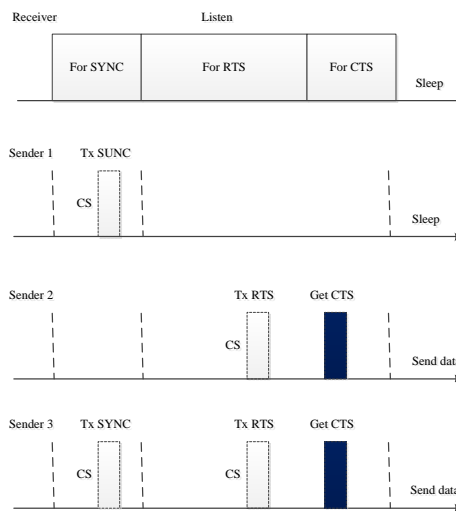 Receiver Listen
For SYNC For RTS For CTS
Sleep
Sender 1 Tx SUNC
CS
Sleep
Sender 2 Tx RTS Get CTS
CS
Send data
Sender 3 Tx SYNC Tx RTS Get CTS
CS CS
Send data